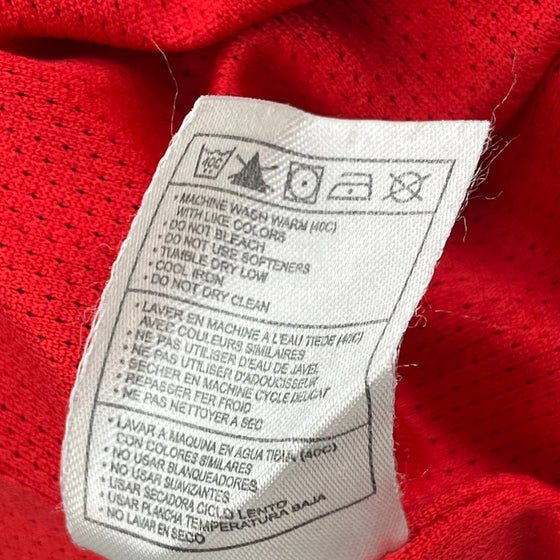 40C
• MACHINE WASH WARM (40C)
WITH LIKE COLORS
• DO NOT BLEACH
• DO NOT USE SOFTENERS
• TUMBLE DRY LOW
• COOL IRON
• DO NOT DRY CLEAN
• LAVER EN MACHINE A L'EAU TIEDE (40C)
AVEC COULEURS SIMILAIRES
• NE PAS UTILISER D'EAU DE JAVEL
• NE PAS UTILISER D'ADOUCISSEUR
• SECHER EN MACHINE CYCLE DELICAT
• REPASSER FER FROID
• NE PAS NETTOYER A SEC
• LAVAR A MAQUINA EN AGUA TIBIA (40C)
CON COLORES SIMILARES
• NO USAR BLANQUEADORES
• NO USAR SUAVIZANTES
• USAR SECADORA CICLO LENTO
• USAR PLANCHA TEMPERATURA BAJA
• NO LAVAR EN SECO